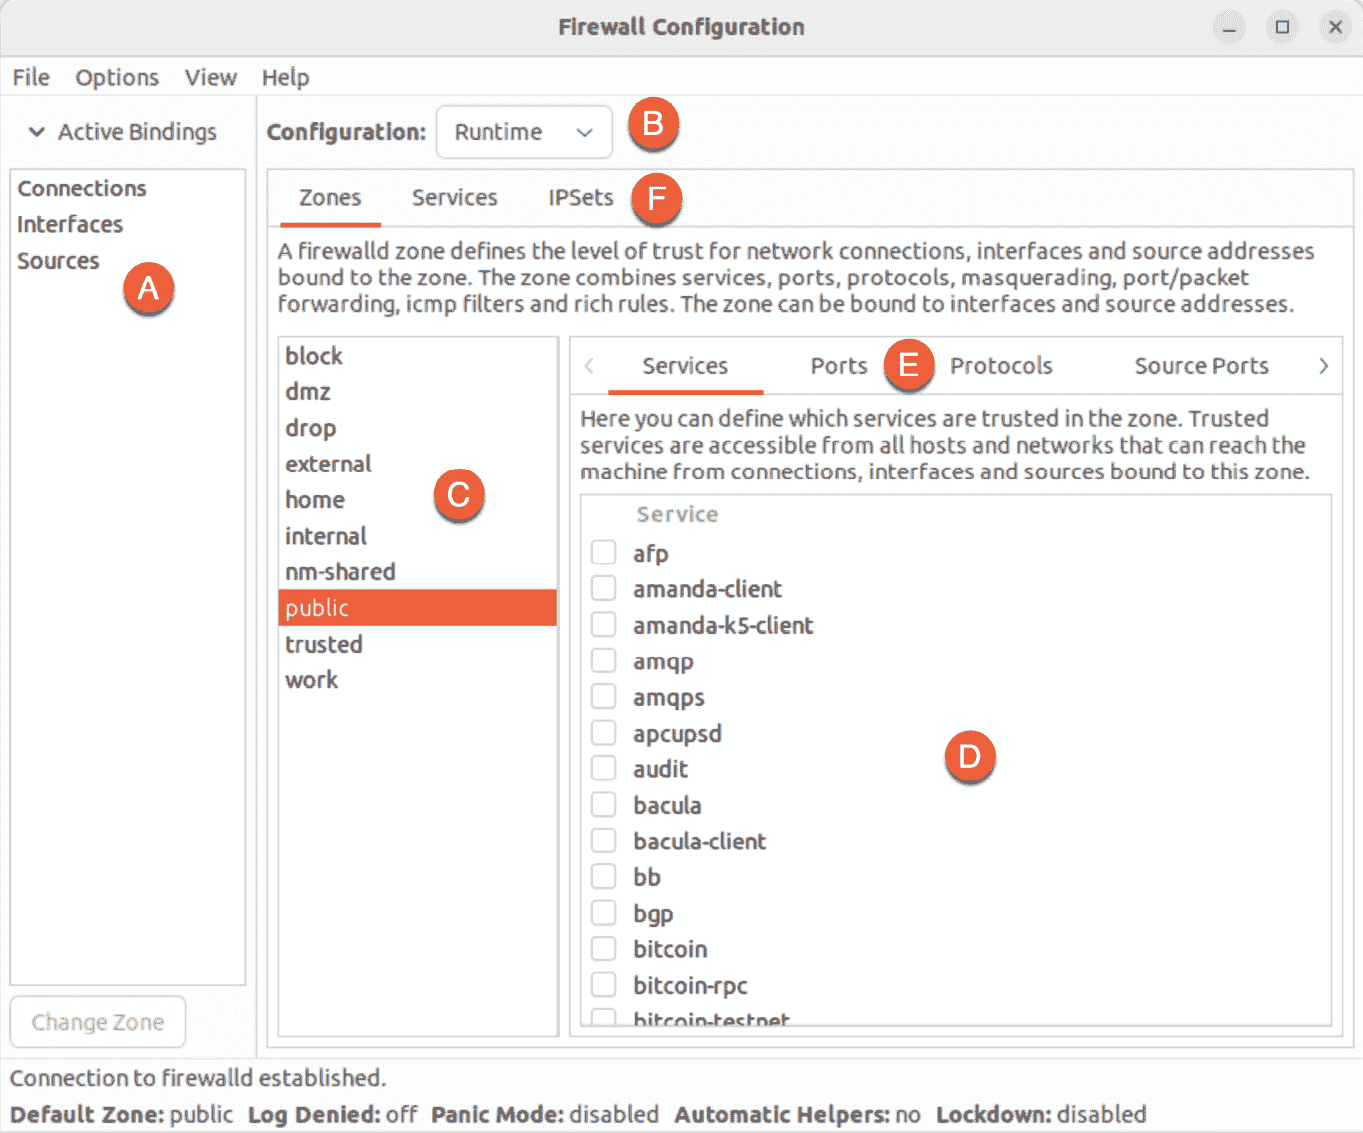 Firewall Configuration
File Options View Help
Active Bindings
Configuration: Runtime B
Connections
Interfaces
Sources
A
Zones Services IPSets F
A firewalld zone defines the level of trust for network connections, interfaces and source addresses
bound to the zone. The zone combines services, ports, protocols, masquerading, port/packet
forwarding, icmp filters and rich rules. The zone can be bound to interfaces and source addresses.
block
dmz
drop
external
home
internal
nm-shared
public
trusted
work
C
Services Ports E Protocols Source Ports
Here you can define which services are trusted in the zone. Trusted
services are accessible from all hosts and networks that can reach the
machine from connections, interfaces and sources bound to this zone.
Service
afp
amanda-client
amanda-k5-client
amqp
amqps
apcupsd
audit
bacula
bacula-client
bb
bgp
bitcoin
bitcoin-rpc
bitcoin-testnet
D
Change Zone
Connection to firewalld established.
Default Zone: public Log Denied: off Panic Mode: disabled Automatic Helpers: no Lockdown: disabled